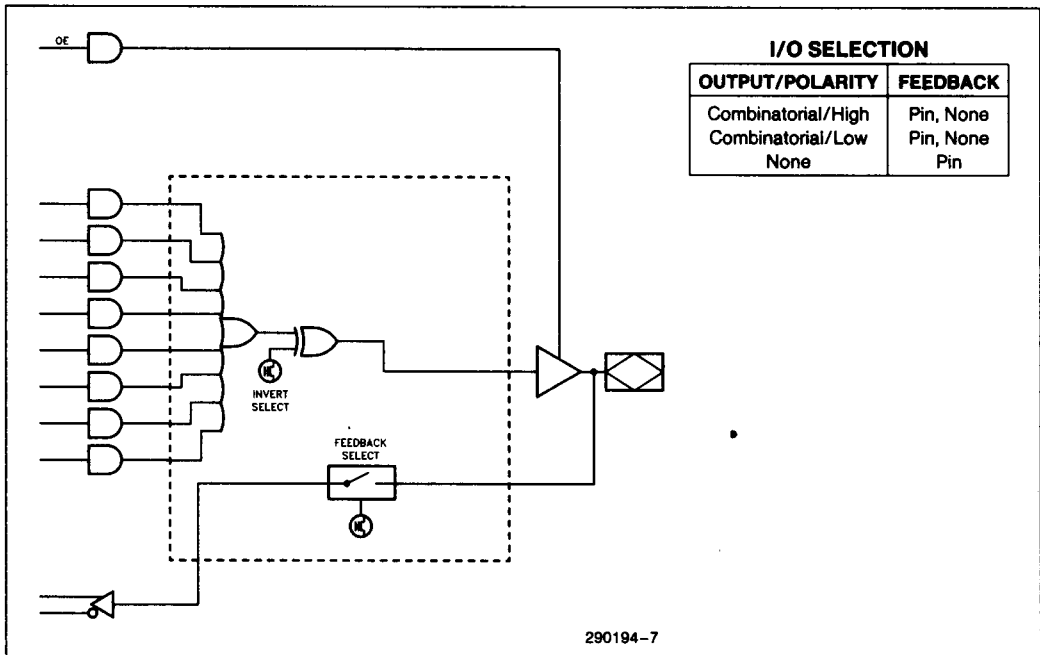 OE
I/O SELECTION
OUTPUT/POLARITY FEEDBACK
Combinatorial/High Pin, None
Combinatorial/Low Pin, None
None Pin
INVERT
SELECT
FEEDBACK
SELECT
290194-7